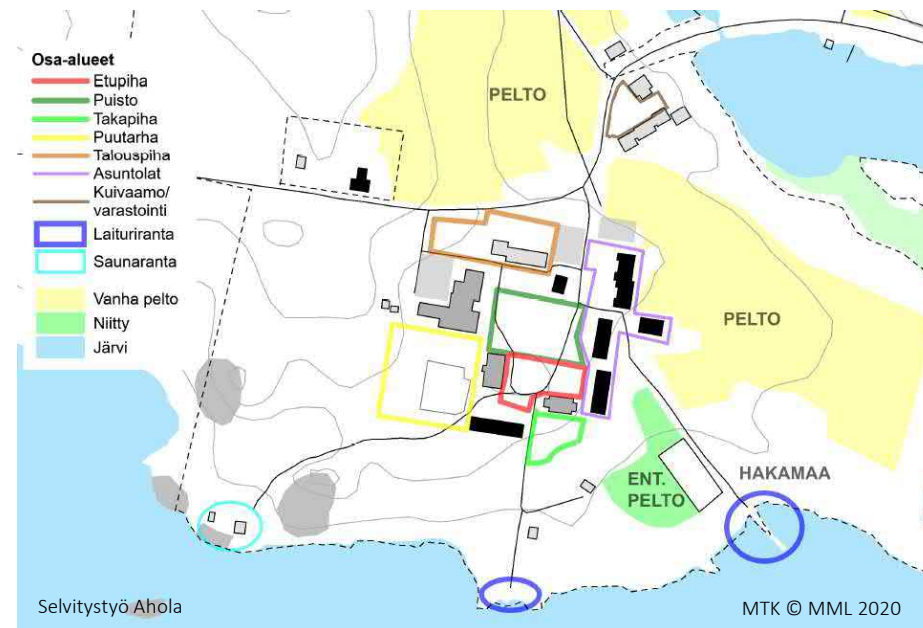 Osa-alueet
Etupiha
Puisto
Takapiha
Puutarha
Talouspiha
Asuntolat
Kuivaamo/
varastointi
Laituriranta
Saunaranta
Vanha pelto
Niitty
Järvi
PELTO
PELTO
HAKAMAA
ENT.
PELTO
Selvitystyö Ahola
MTK © MML 2020